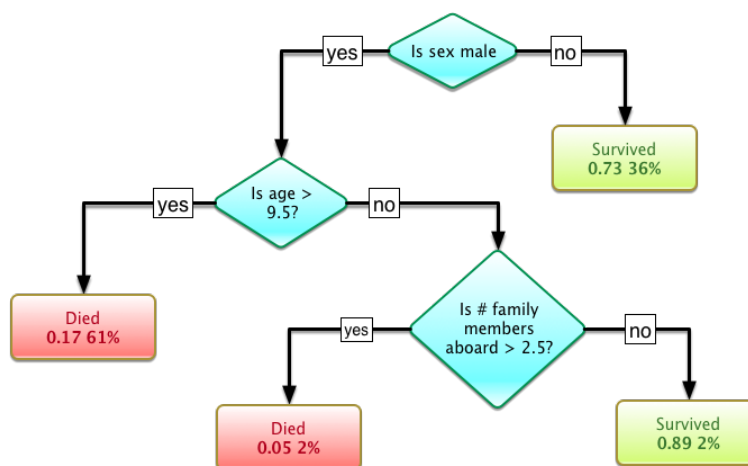 Is sex male
yes
no
Survived
0.73 36%
Is age >
9.5?
yes
no
Died
0.17 61%
Is # family
members
aboard > 2.5?
yes
no
Died
0.05 2%
Survived
0.89 2%